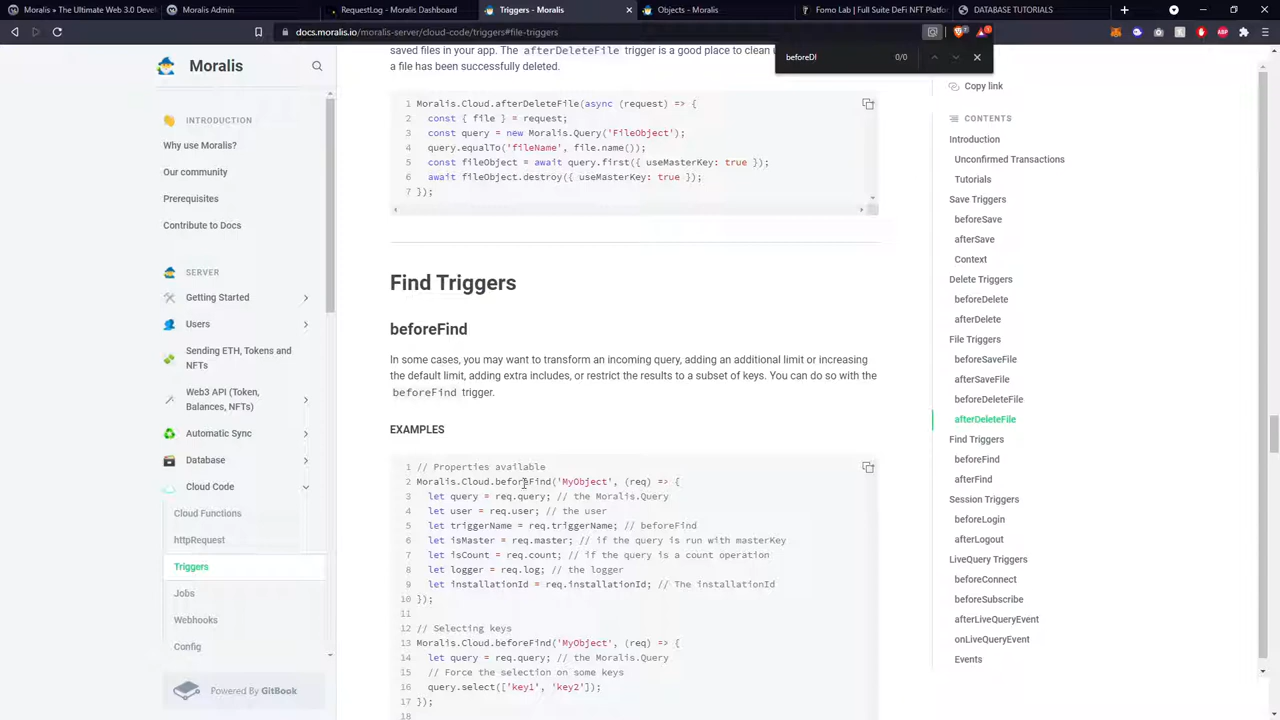 Moralis » The Ultimate Web 3.0 Devel
Moralis Admin
RequestLog - Moralis Dashboard
Triggers - Moralis
Objects - Moralis
Fomo Lab | Full Suite DeFi NFT Platfor
DATABASE TUTORIALS
docs.moralis.io/moralis-server/cloud-code/triggers#file-triggers
beforeDl
0/0
Moralis
INTRODUCTION
Why use Moralis?
Our community
Prerequisites
Contribute to Docs
SERVER
Getting Started
Users
Sending ETH, Tokens and
NFTs
Web3 API (Token,
Balances, NFTs)
Automatic Sync
Database
Cloud Code
Cloud Functions
httpRequest
Triggers
Jobs
Webhooks
Config
Powered By GitBook
saved files in your app. The afterDeleteFile trigger is a good place to clean u
a file has been successfully deleted.
1 Moralis.Cloud.afterDeleteFile(async (request) => {
2 const { file } = request;
3 const query = new Moralis.Query('FileObject');
4 query.equalTo('fileName', file.name());
5 const fileObject = await query.first({ useMasterKey: true });
6 await fileObject.destroy({ useMasterKey: true });
7 });
Find Triggers
beforeFind
In some cases, you may want to transform an incoming query, adding an additional limit or increasing
the default limit, adding extra includes, or restrict the results to a subset of keys. You can do so with the
beforeFind trigger.
EXAMPLES
1 // Properties available
2 Moralis.Cloud.beforeFind('MyObject', (req) => {
3 let query = req.query; // the Moralis.Query
4 let user = req.user; // the user
5 let triggerName = req.triggerName; // beforeFind
6 let isMaster = req.master; // if the query is run with masterKey
7 let isCount = req.count; // if the query is a count operation
8 let logger = req.log; // the logger
9 let installationId = req.installationId; // The installationId
10 });
11
12 // Selecting keys
13 Moralis.Cloud.beforeFind('MyObject', (req) => {
14 let query = req.query; // the Moralis.Query
15 // Force the selection on some keys
16 query.select(['key1', 'key2']);
17 });
18
Copy link
CONTENTS
Introduction
Unconfirmed Transactions
Tutorials
Save Triggers
beforeSave
afterSave
Context
Delete Triggers
beforeDelete
afterDelete
File Triggers
beforeSaveFile
afterSaveFile
beforeDeleteFile
afterDeleteFile
Find Triggers
beforeFind
afterFind
Session Triggers
beforeLogin
afterLogout
LiveQuery Triggers
beforeConnect
beforeSubscribe
afterLiveQueryEvent
onLiveQueryEvent
Events